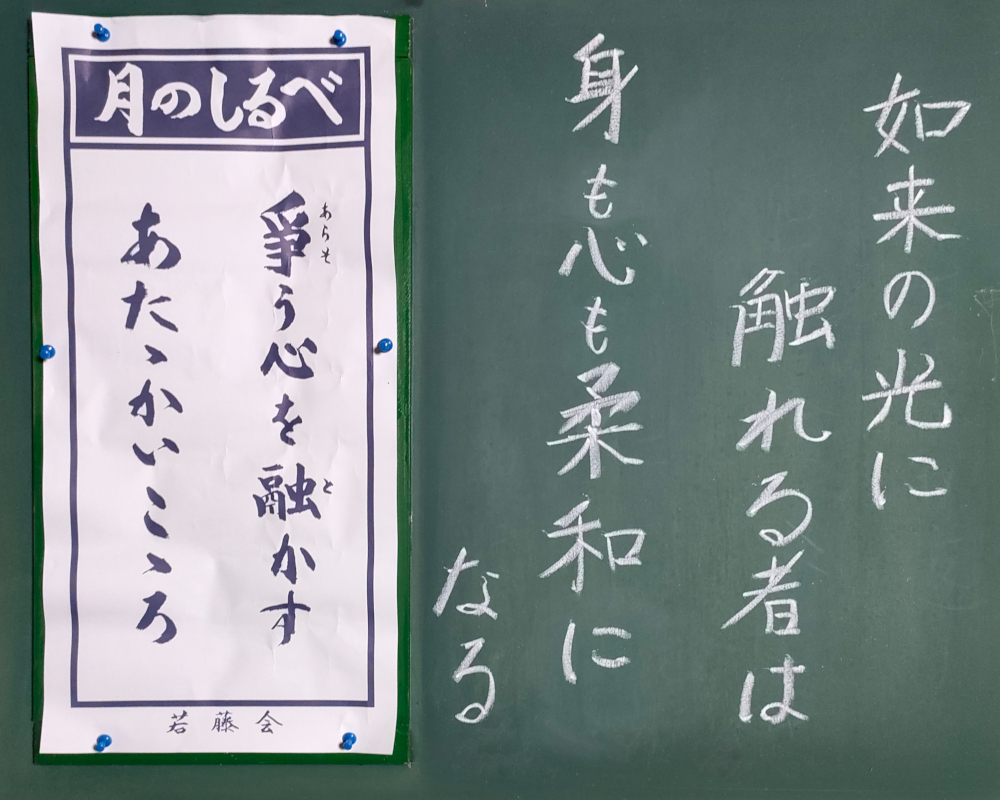 月のしるべ
爭う心を融かす
あらそ
と
あたゝかいこゝろ
若藤会
如来の光に
触れる者は
身も心も柔和に
なる